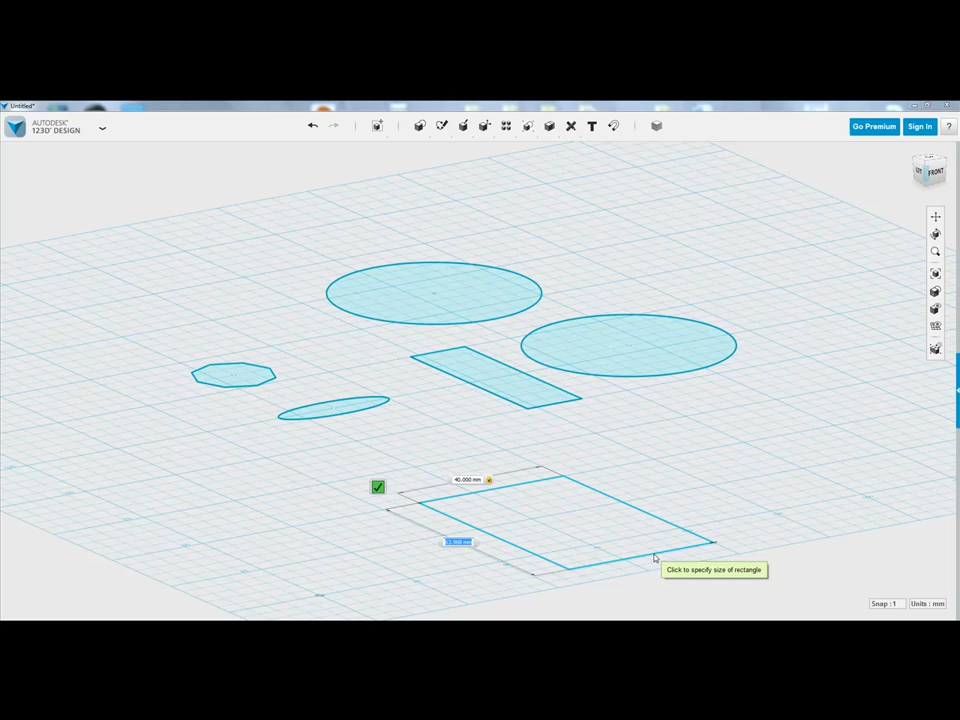 Untitled*
AUTODESK®
123D® DESIGN
Go Premium
Sign In
?
FRONT
40.000 mm
Click to specify size of rectangle
Snap : 1
Units : mm